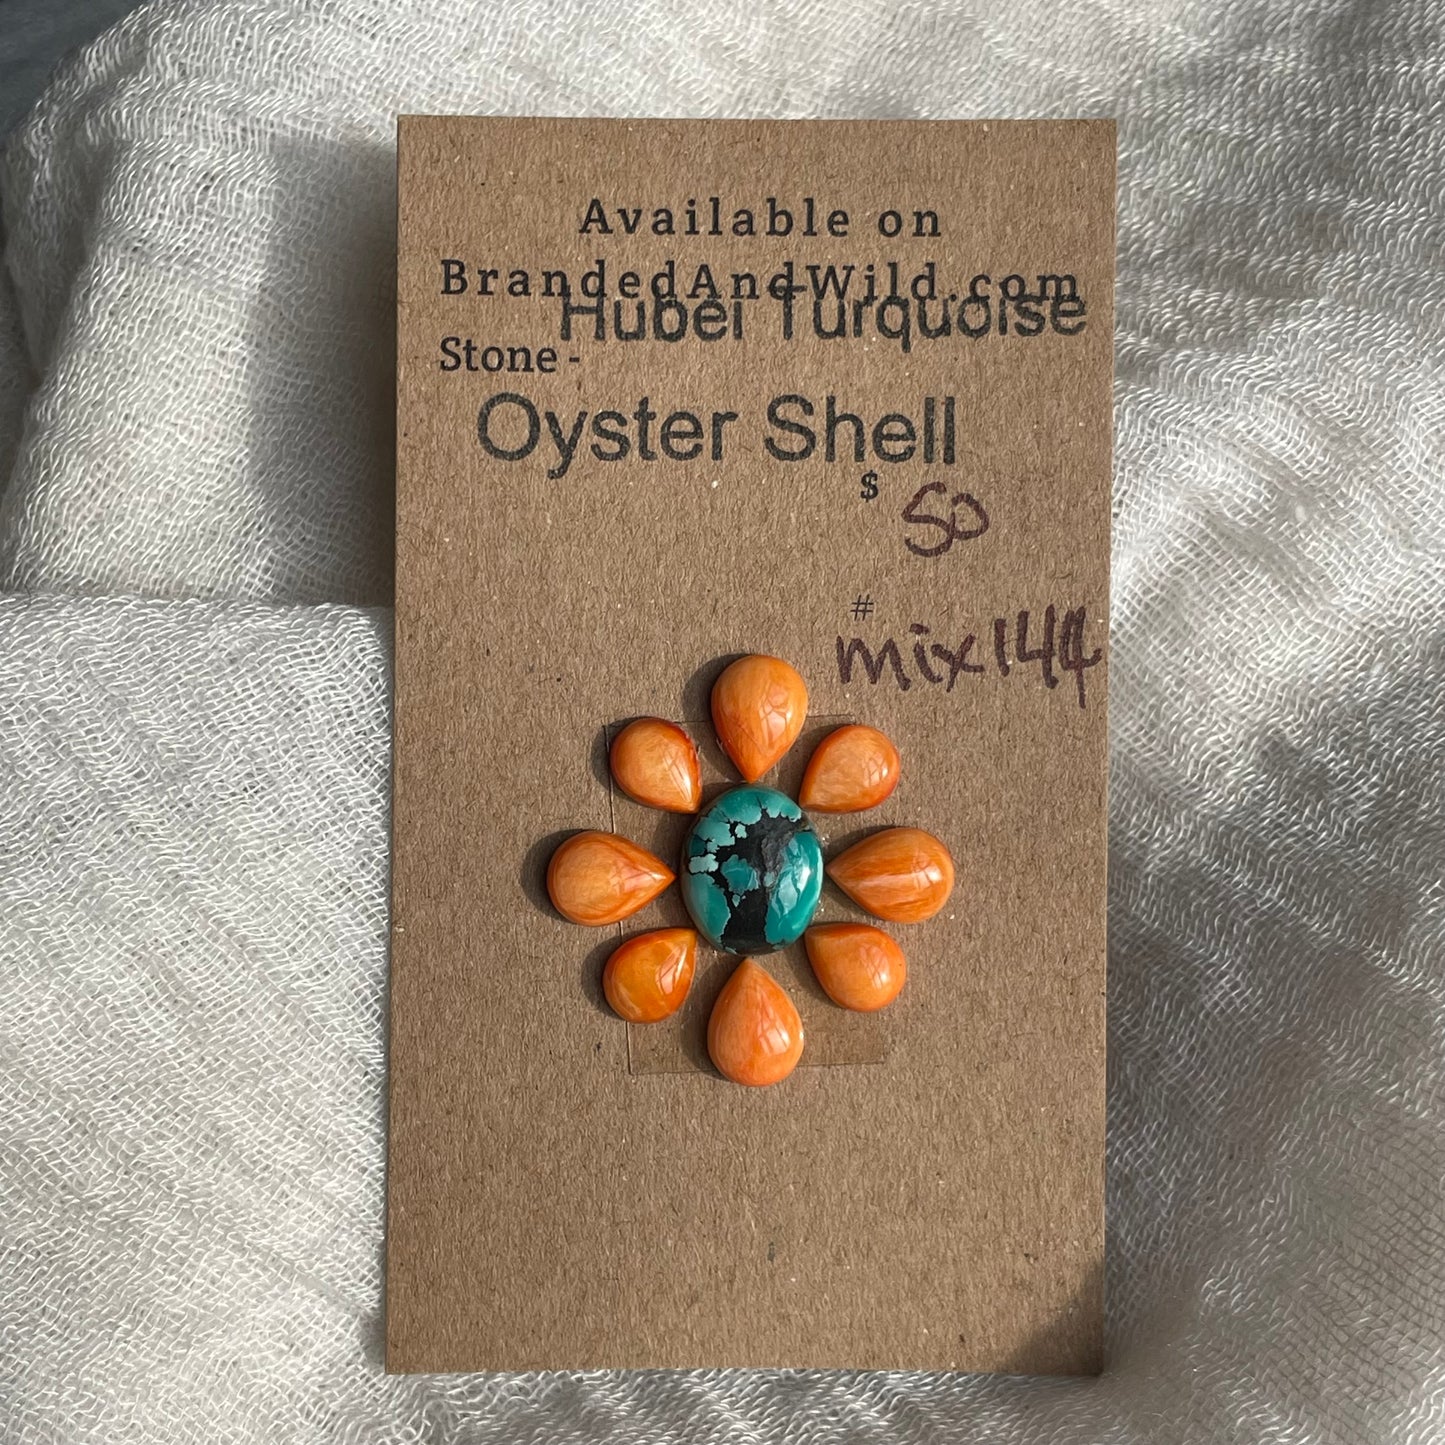 Available on
BrandedAndWild.com
Hubei Turquoise
Stone -
Oyster Shell
$ 50
#
mix144